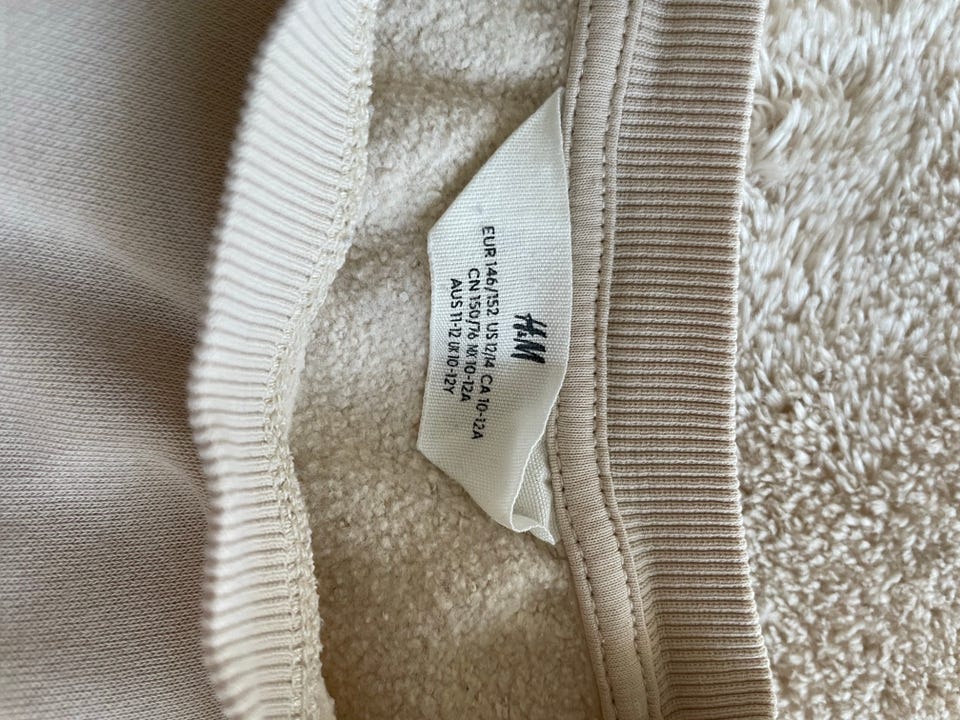 H&M
EUR 146/152 US 12/14 CA 10-12A
CN 150/76 MX 10-12A
AUS 11-12 UK 10-12Y